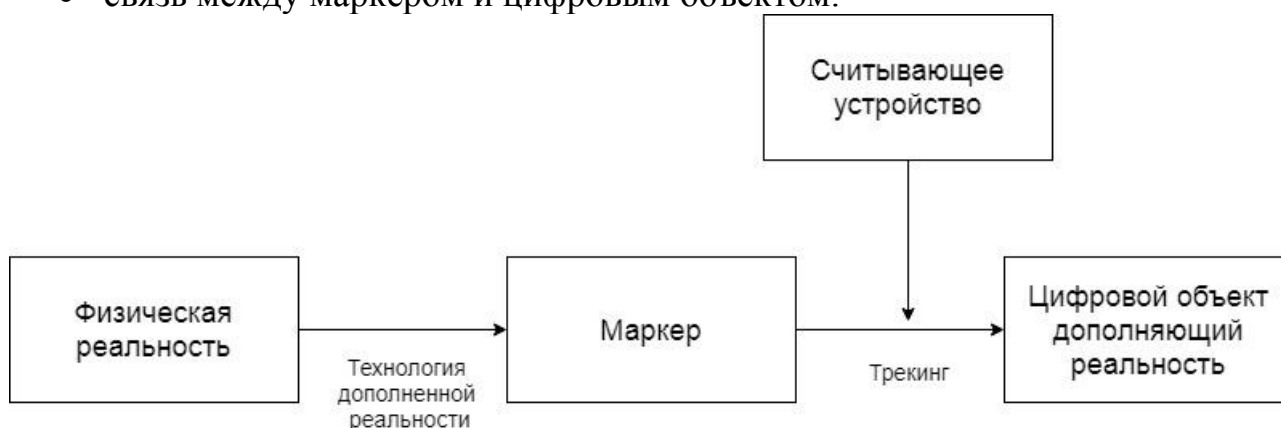 связь между маркером и цифровым объектом.
Считывающее
устройство
Физическая
реальность
Технология
дополненной
реальности
Маркер
Трекинг
Цифровой объект
дополняющий
реальность